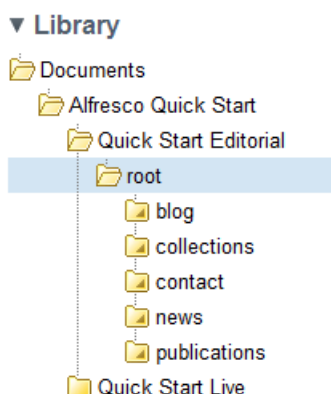 Library
Documents
Alfresco Quick Start
Quick Start Editorial
root
blog
collections
contact
news
publications
Quick Start Live